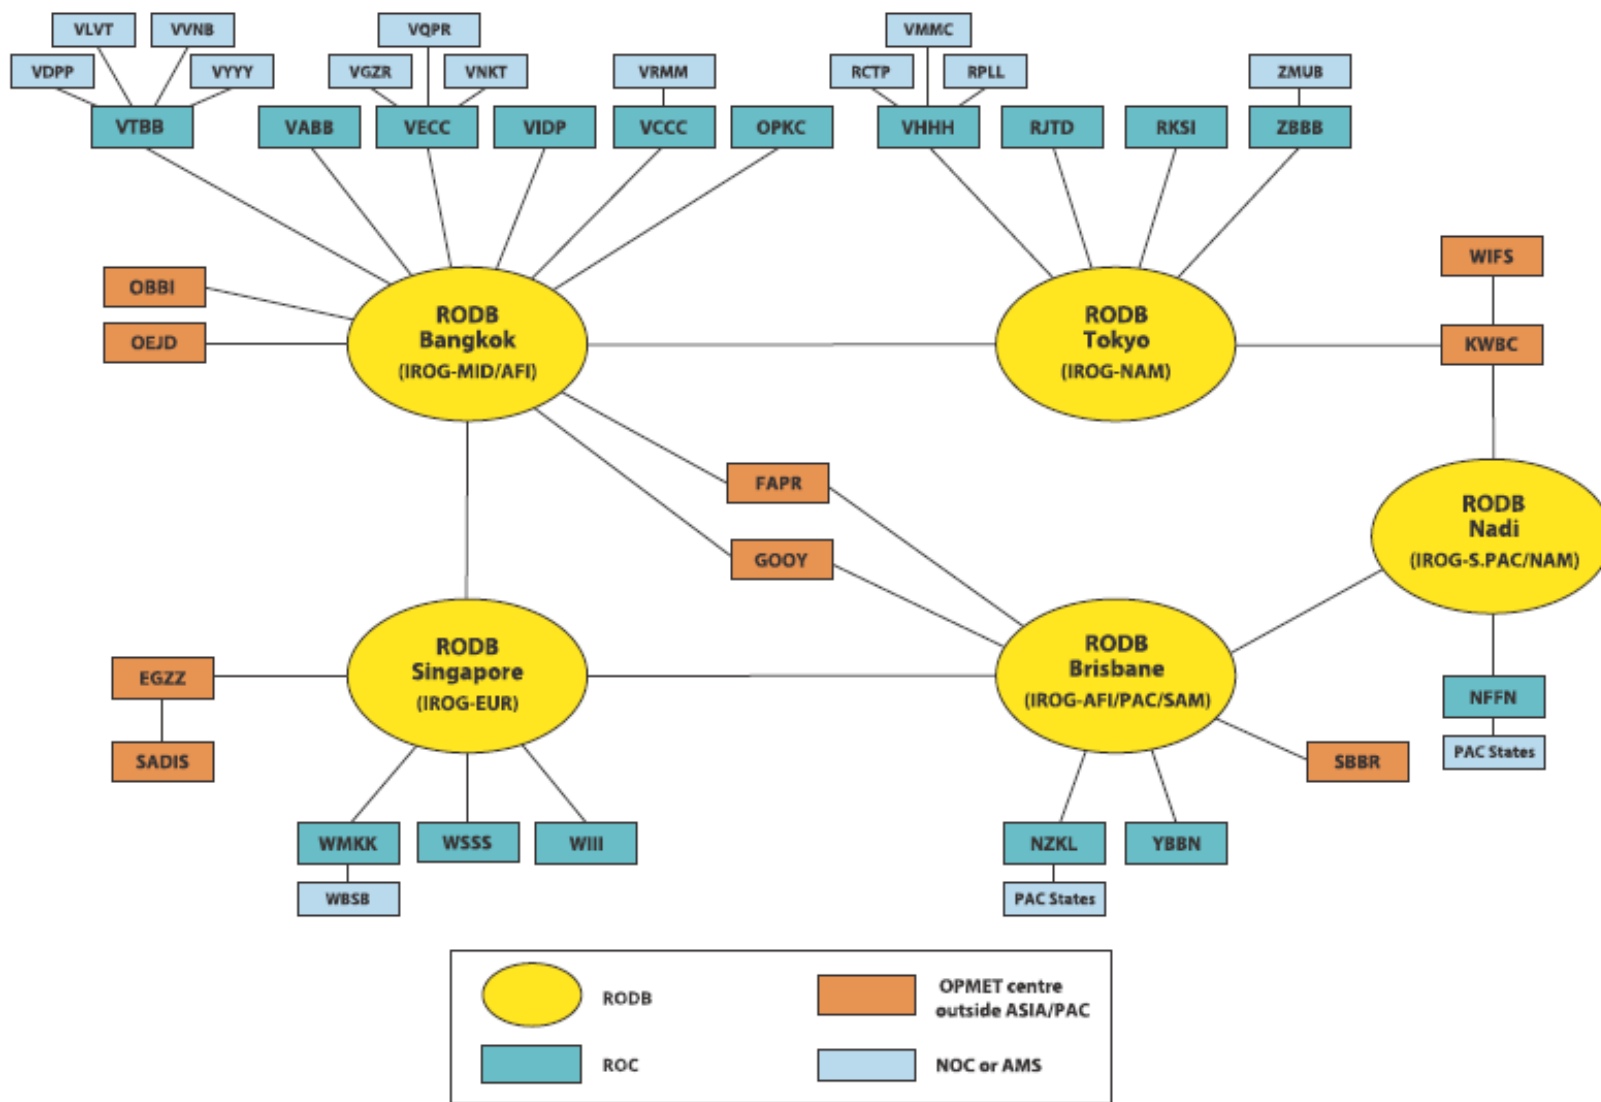 VLVT
VVNB
VQPR
VMMC
VDPP
VYYY
VGZR
VNKT
VRMM
RCTP
RPLL
ZMUB
VTBB
VABB
VECC
VIDP
VCCC
OPKC
VHHH
RJTD
RKSI
ZBBB
WIFS
OBBI
OEJD
RODB
Bangkok
(IROG-MID/AFI)
RODB
Tokyo
(IROG-NAM)
KWBC
FAPR
GOOY
RODB
Nadi
(IROG-S.PAC/NAM)
EGZZ
SADIS
RODB
Singapore
(IROG-EUR)
RODB
Brisbane
(IROG-AFI/PAC/SAM)
NFFN
PAC States
SBBR
WMKK
WSSS
WIII
NZKL
YBBN
WBSB
PAC States
RODB
OPMET centre
outside ASIA/PAC
ROC
NOC or AMS